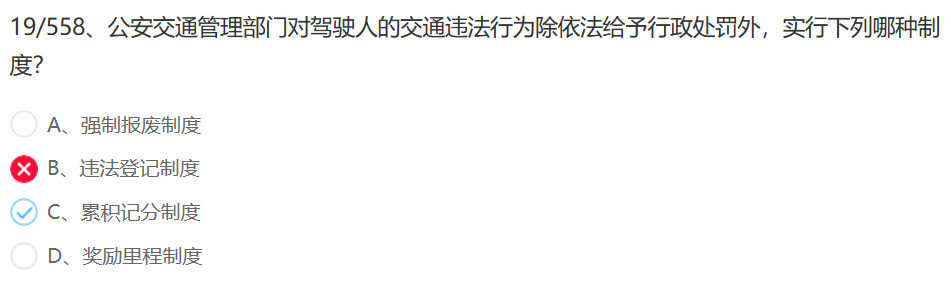 19/558、公安交通管理部门对驾驶人的交通违法行为除依法给予行政处罚外，实行下列哪种制
度？
A、强制报废制度
B、违法登记制度
C、累积记分制度
D、奖励里程制度